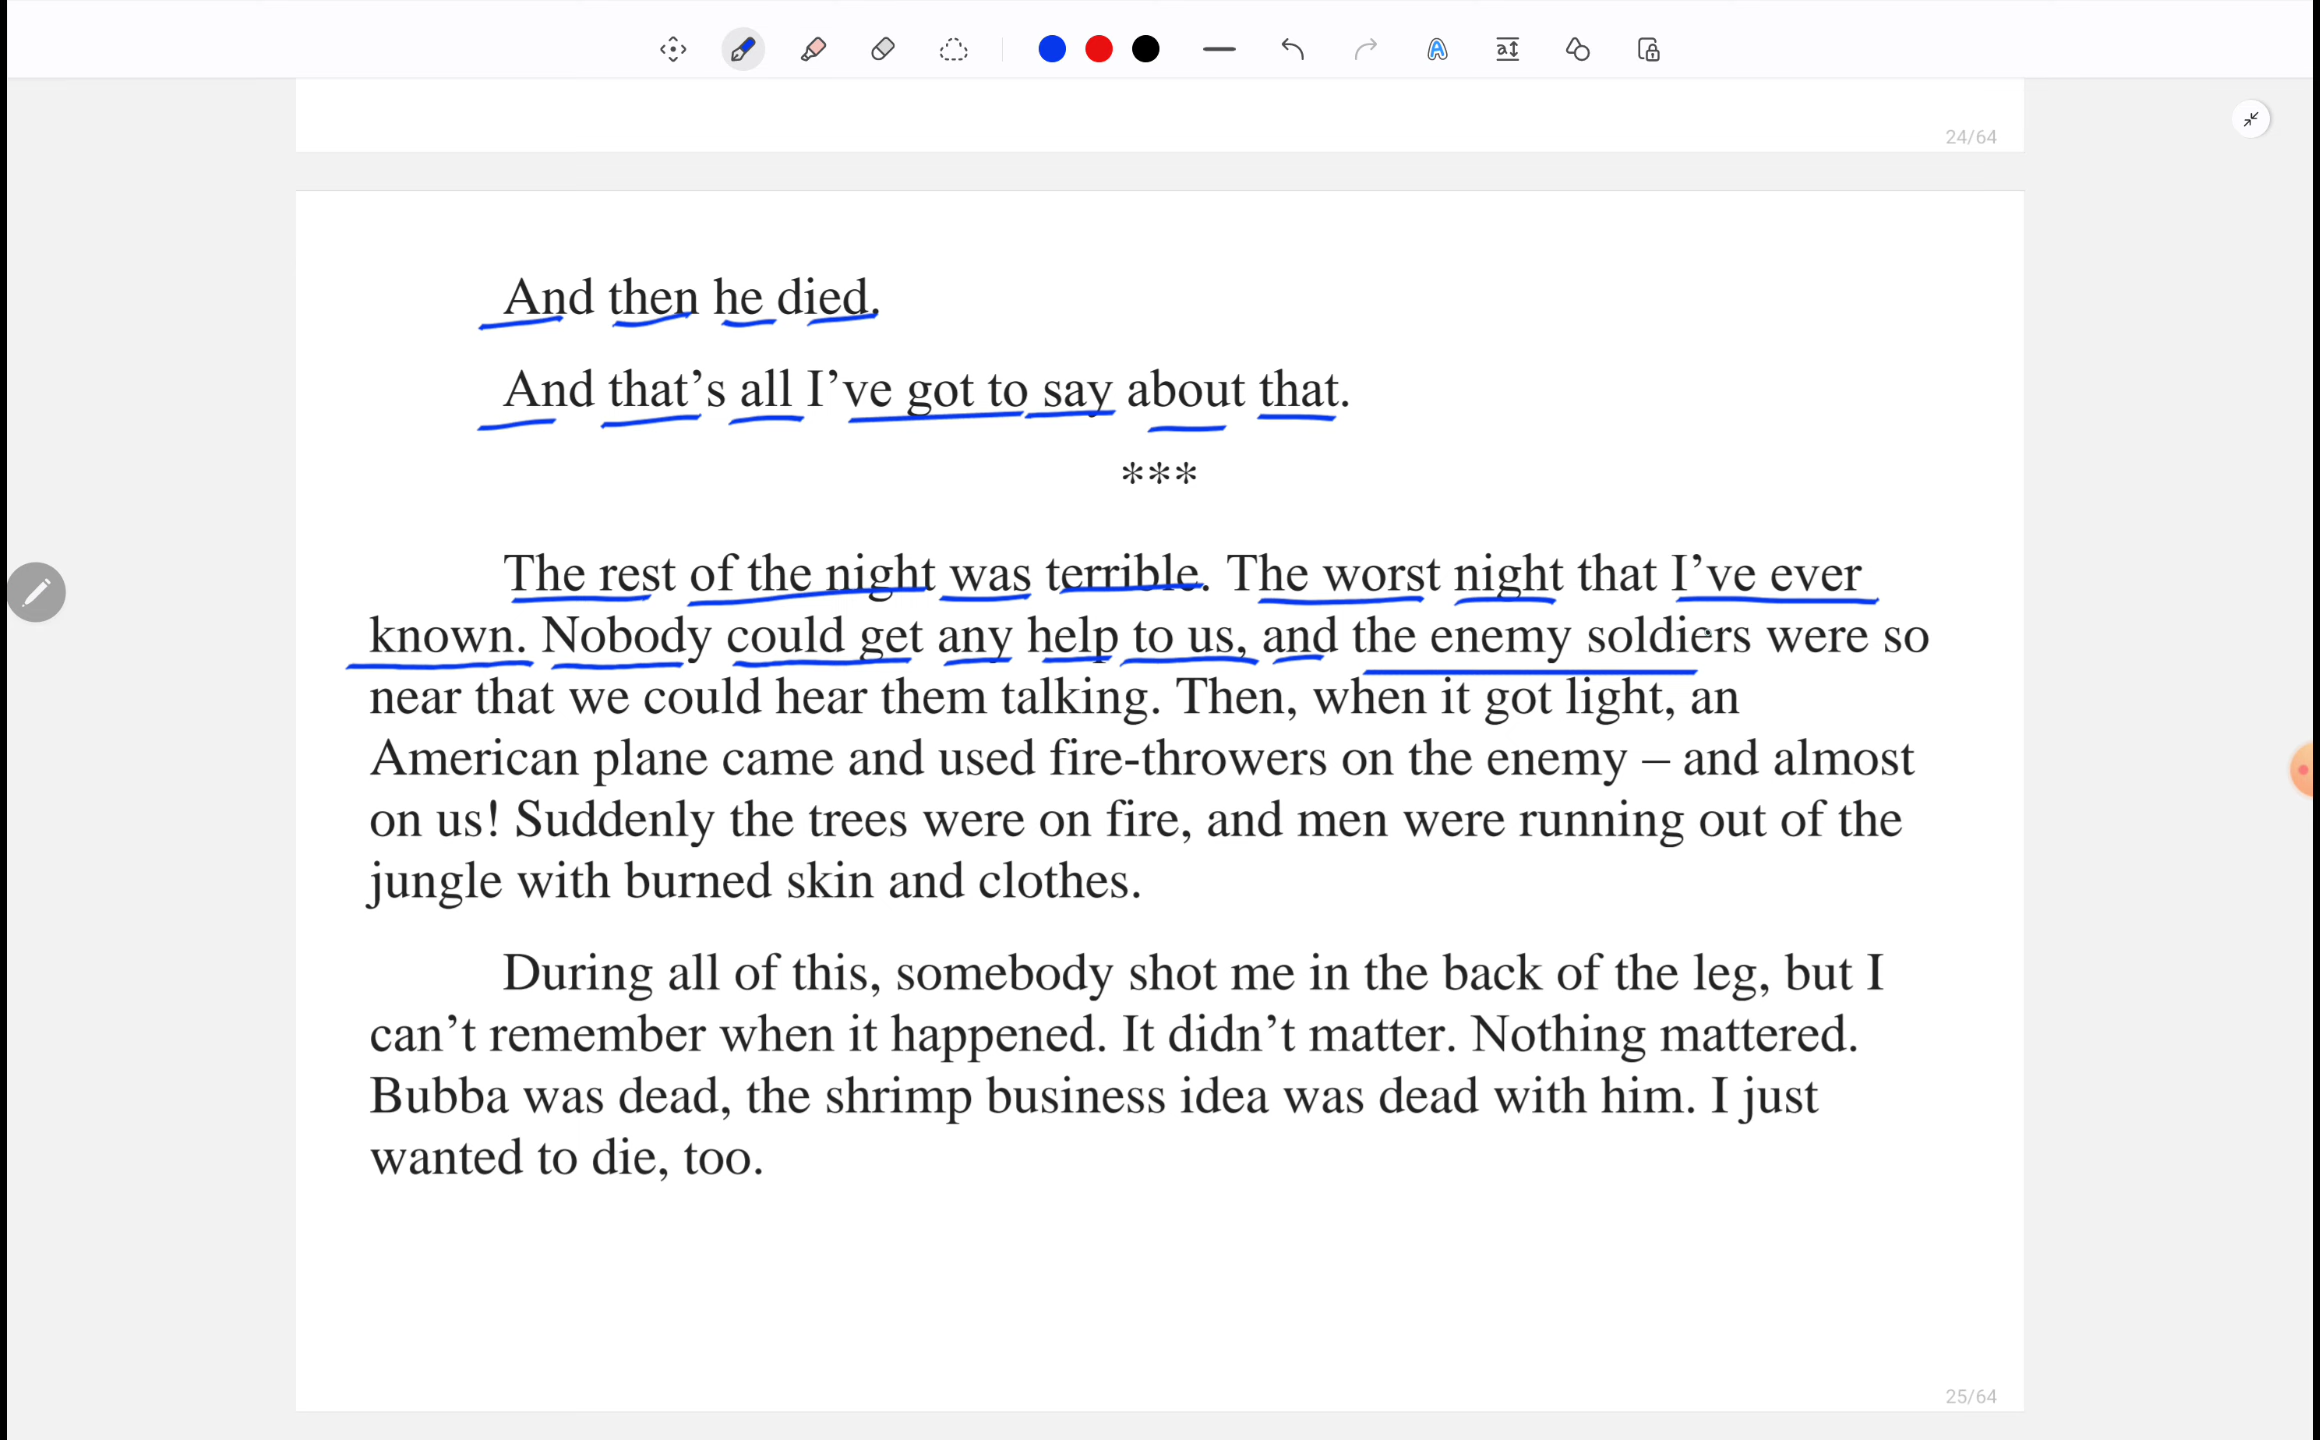 24/64
And then he died.
And that’s all I’ve got to say about that.
***
The rest of the night was terrible. The worst night that I’ve ever
known. Nobody could get any help to us, and the enemy soldiers were so
near that we could hear them talking. Then, when it got light, an
American plane came and used fire-throwers on the enemy – and almost
on us! Suddenly the trees were on fire, and men were running out of the
jungle with burned skin and clothes.
During all of this, somebody shot me in the back of the leg, but I
can’t remember when it happened. It didn’t matter. Nothing mattered.
Bubba was dead, the shrimp business idea was dead with him. I just
wanted to die, too.
25/64